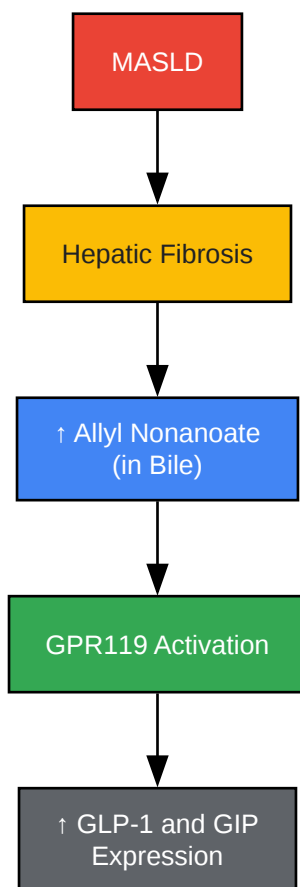 MASLD
Hepatic Fibrosis
↑ Allyl Nonanoate
(in Bile)
GPR119 Activation
↑ GLP-1 and GIP
Expression